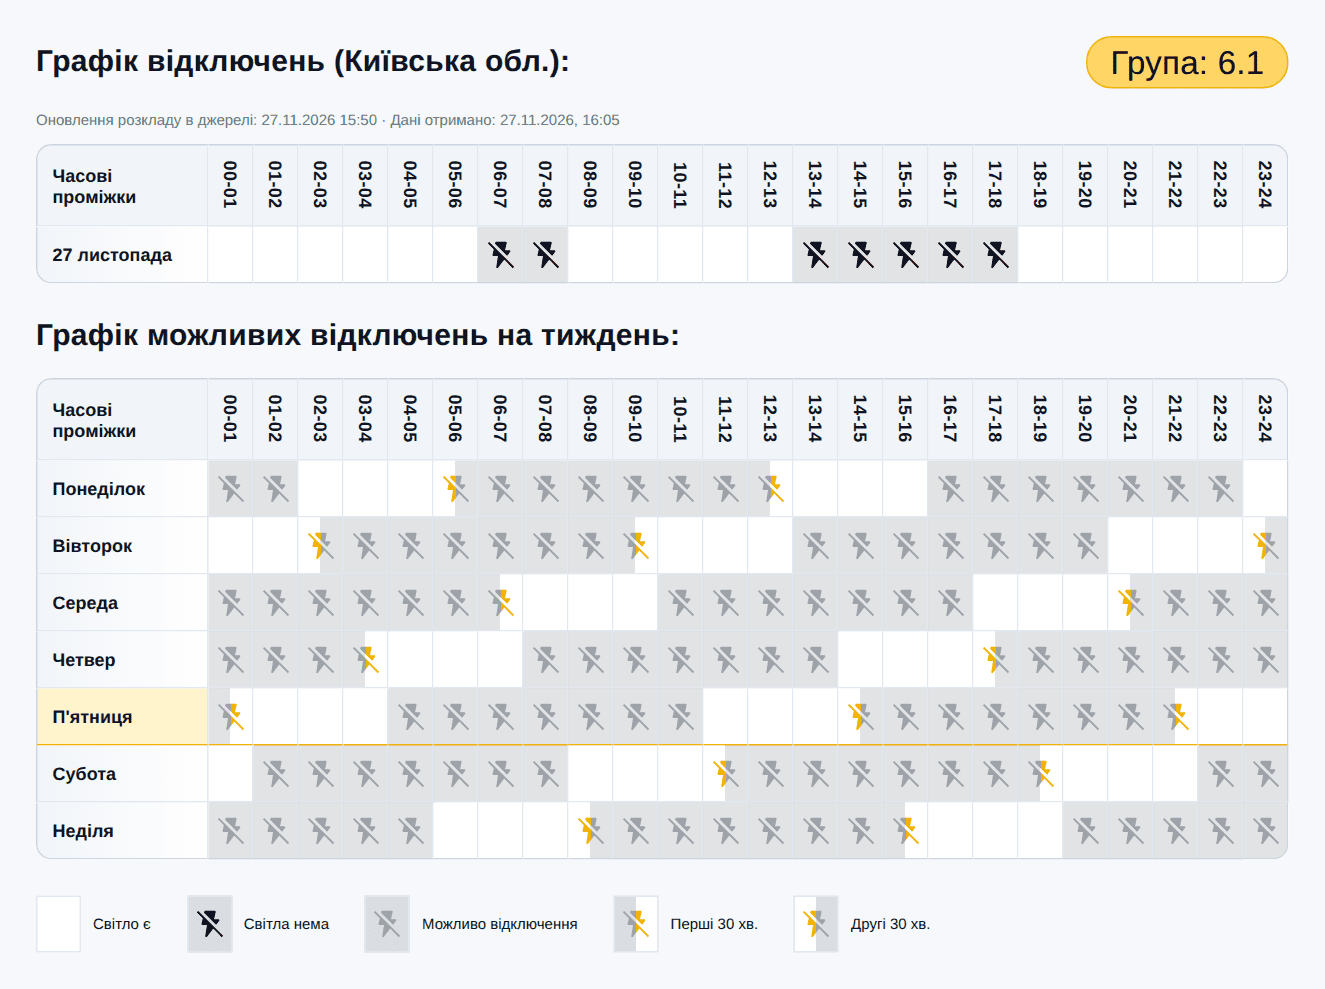 Графік відключень (Київська обл.):
Група: 6.1
Оновлення розкладу в джерелі: 27.11.2026 15:50 · Дані отримано: 27.11.2026, 16:05
Часові проміжки 00-01 01-02 02-03 03-04 04-05 05-06 06-07 07-08 08-09 09-10 10-11 11-12 12-13 13-14 14-15 15-16 16-17 17-18 18-19 19-20 20-21 21-22 22-23 23-24
27 листопада
Графік можливих відключень на тиждень:
Часові проміжки 00-01 01-02 02-03 03-04 04-05 05-06 06-07 07-08 08-09 09-10 10-11 11-12 12-13 13-14 14-15 15-16 16-17 17-18 18-19 19-20 20-21 21-22 22-23 23-24
Понеділок
Вівторок
Середа
Четвер
П'ятниця
Субота
Неділя
Світло є Світла нема Можливо відключення Перші 30 хв. Другі 30 хв.